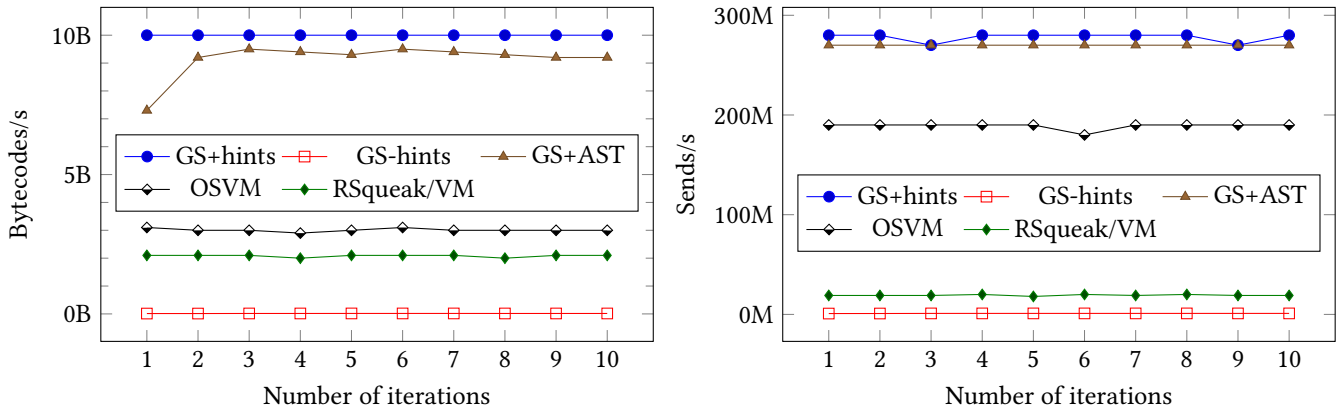 10B
5B
0B
Bytecodes/s
GS+hints GS-hints GS+AST
OSVM RSqueak/VM
1 2 3 4 5 6 7 8 9 10
Number of iterations
300M
200M
100M
0M
Sends/s
GS+hints GS-hints GS+AST
OSVM RSqueak/VM
1 2 3 4 5 6 7 8 9 10
Number of iterations